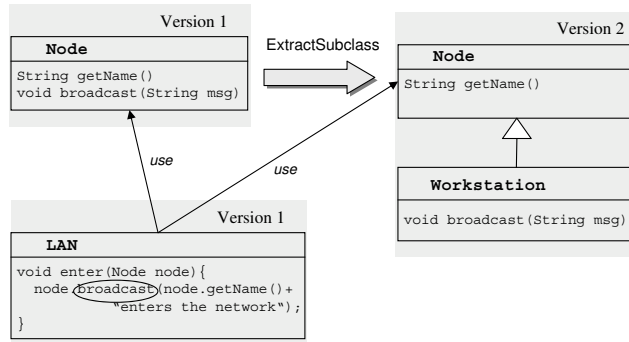 Version 1
Node
String getName()
void broadcast(String msg)
ExtractSubclass
Version 2
Node
String getName()
Workstation
void broadcast(String msg)
use
use
Version 1
LAN
void enter(Node node){
node.broadcast(node.getName()+
"enters the network");
}